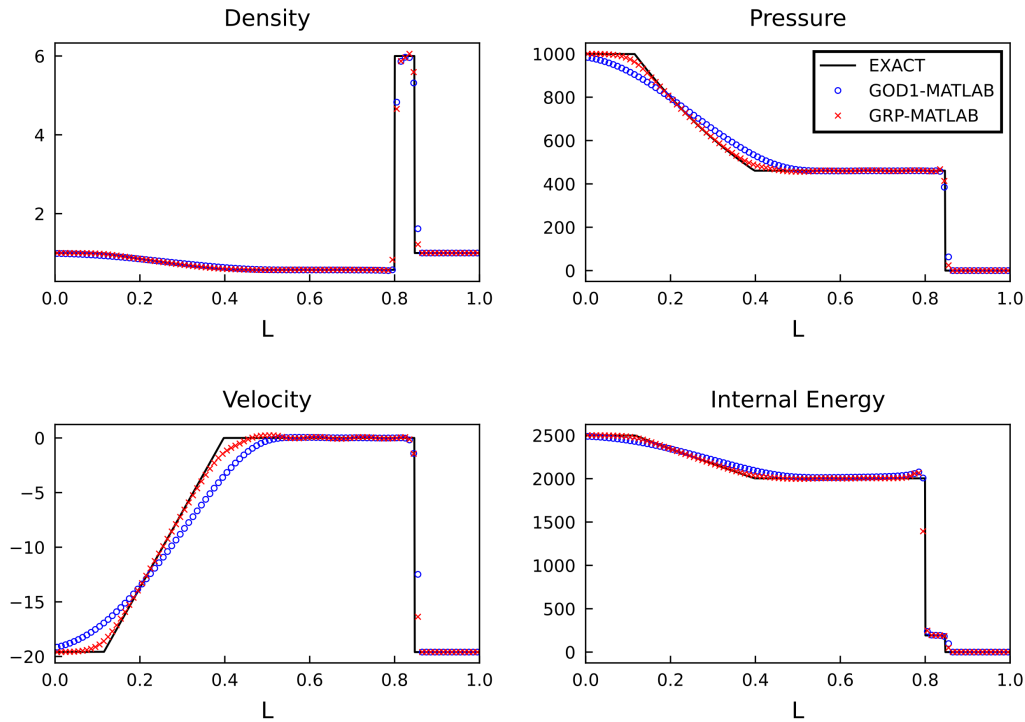 Density
6
4
2
0.0 0.2 0.4 0.6 0.8 1.0
L
Pressure
1000
800
600
400
200
0
0.0 0.2 0.4 0.6 0.8 1.0
L
EXACT
GOD1-MATLAB
GRP-MATLAB
Velocity
0
−5
−10
−15
−20
0.0 0.2 0.4 0.6 0.8 1.0
L
Internal Energy
2500
2000
1500
1000
500
0
0.0 0.2 0.4 0.6 0.8 1.0
L